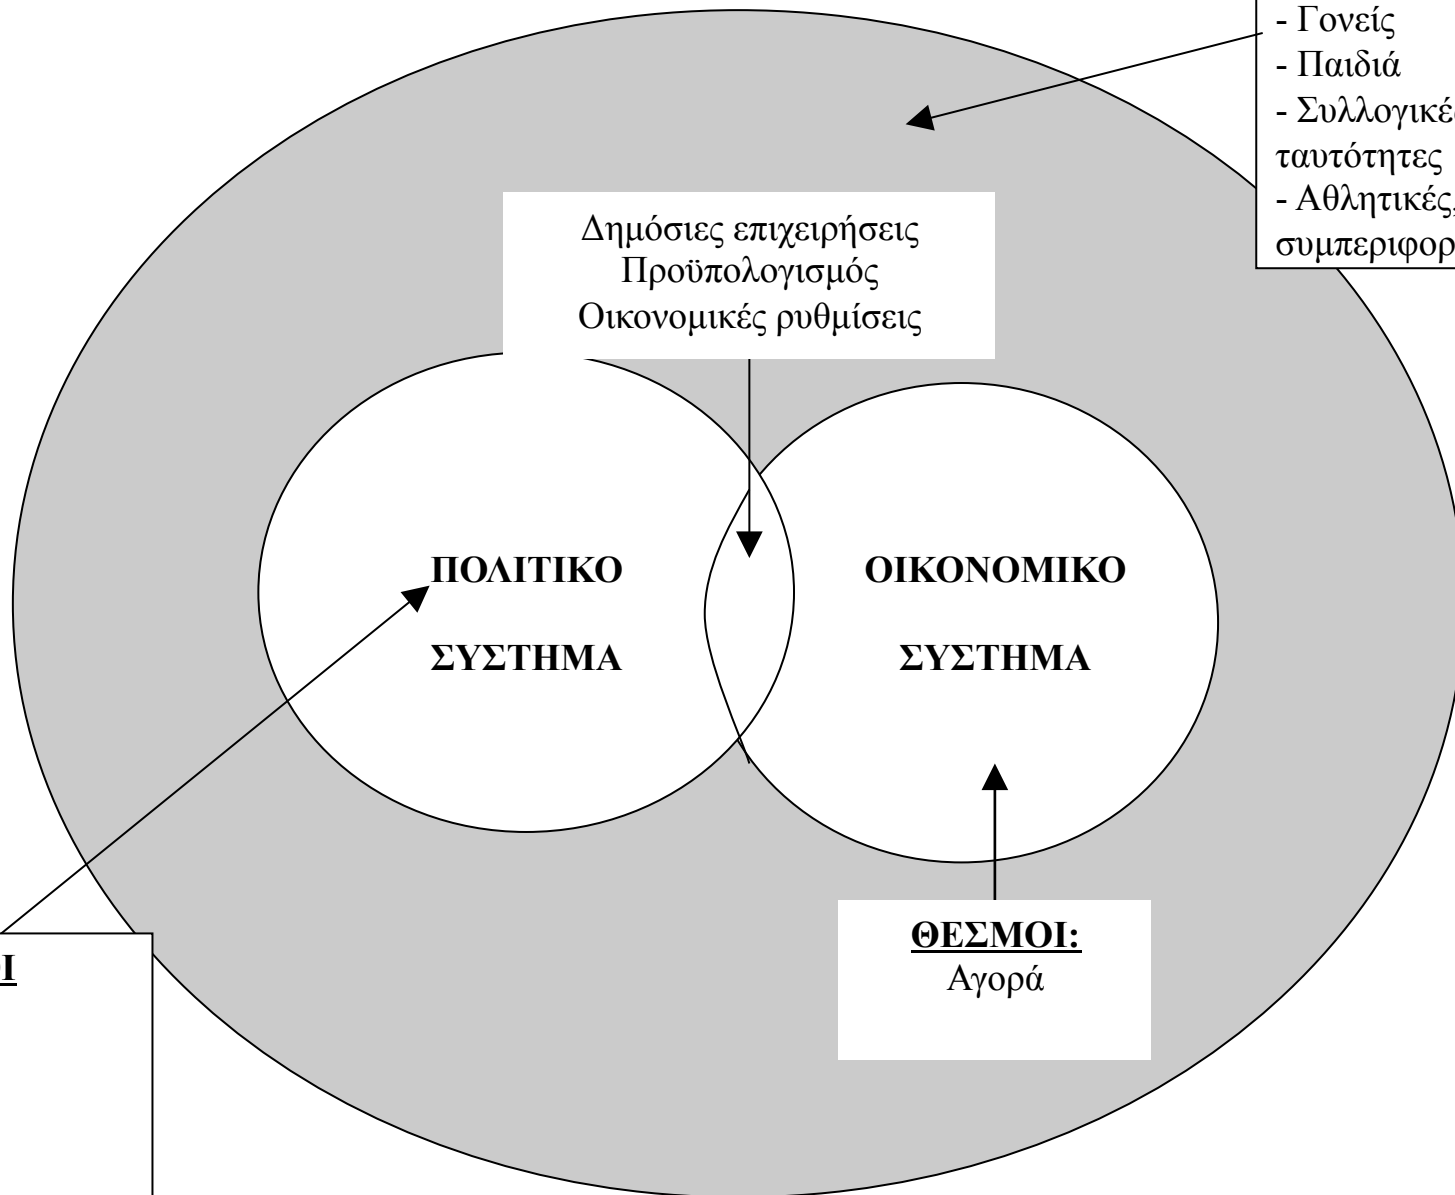 - Γονείς
- Παιδιά
- Συλλογικές
ταυτότητες
- Αθλητικές,
συμπεριφορ
Δημόσιες επιχειρήσεις
Προϋπολογισμός
Οικονομικές ρυθμίσεις
ΠΟΛΙΤΙΚΟ
ΣΥΣΤΗΜΑ
ΟΙΚΟΝΟΜΙΚΟ
ΣΥΣΤΗΜΑ
ΘΕΣΜΟΙ:
Αγορά